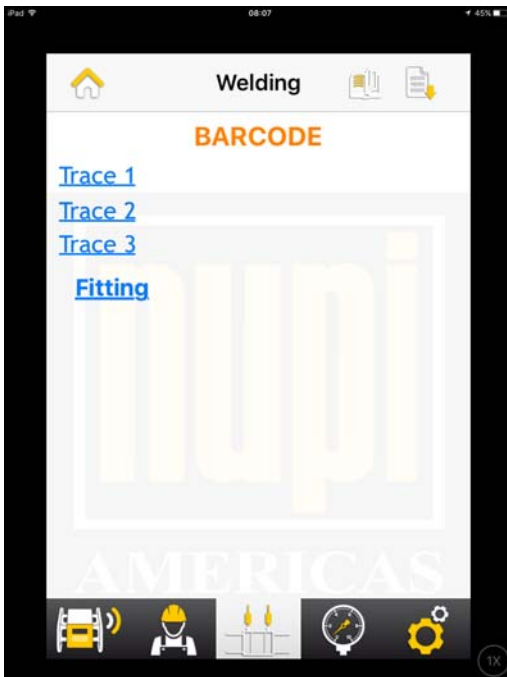 iPad 08:07 45%
Welding
BARCODE
Trace 1
Trace 2
Trace 3
Fitting
nupi
AMERICAS
1X